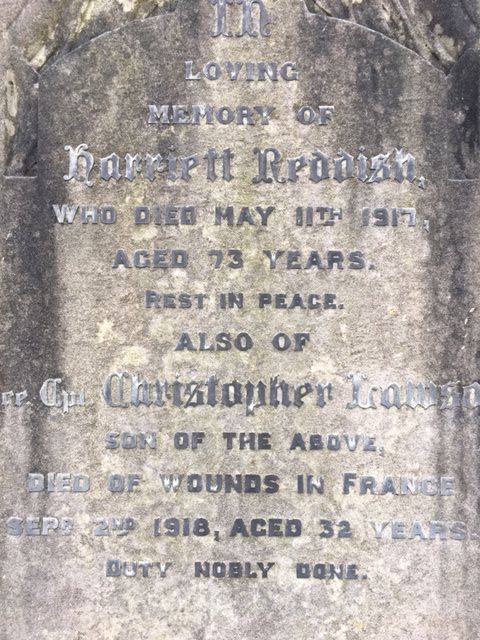 IN
LOVING
MEMORY OF
Harriett Reddish,
WHO DIED MAY 11TH 1917,
AGED 73 YEARS.
REST IN PEACE.
ALSO OF
Cpl Christopher
SON OF THE ABOVE,
DIED OF WOUNDS IN FRANCE
SEPT 2ND 1918, AGED 32 YEARS.
DUTY NOBLY DONE.